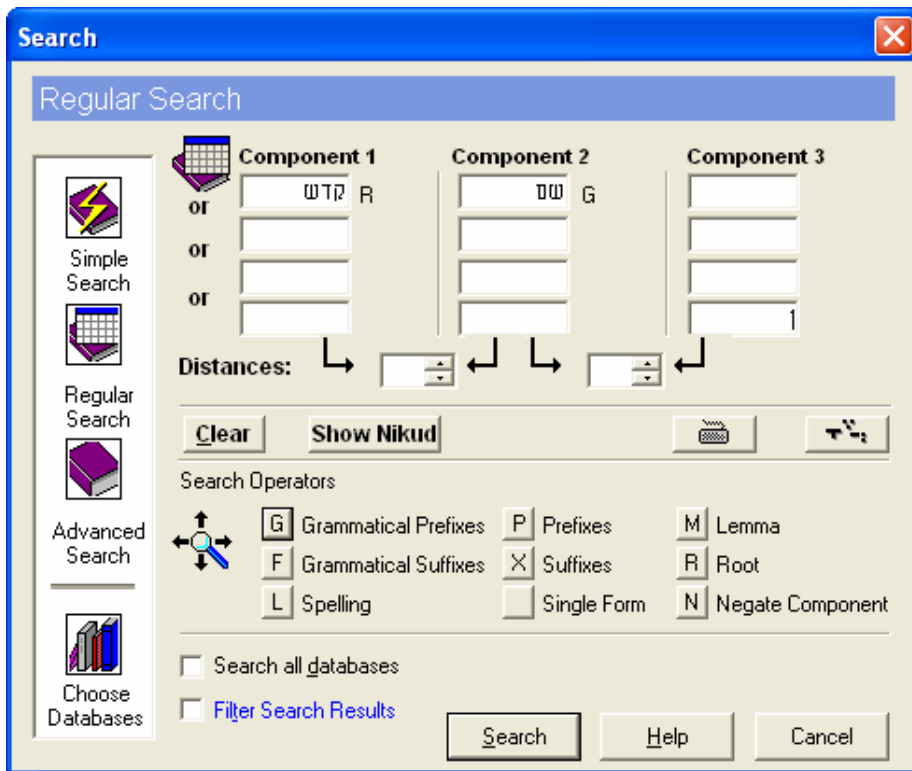 Search
Regular Search
Simple
Search
Regular
Search
Advanced
Search
Choose
Databases
Component 1 Component 2 Component 3
קדש R שם G
or
or
or
1
Distances:
Clear Show Nikud
Search Operators
G Grammatical Prefixes P Prefixes M Lemma
F Grammatical Suffixes X Suffixes R Root
L Spelling Single Form N Negate Component
Search all databases
Filter Search Results
Search Help Cancel